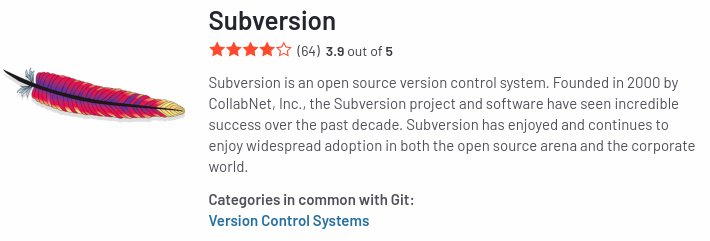 Subversion
(64) 3.9 out of 5
Subversion is an open source version control system. Founded in 2000 by
CollabNet, Inc., the Subversion project and software have seen incredible
success over the past decade. Subversion has enjoyed and continues to
enjoy widespread adoption in both the open source arena and the corporate
world.
Categories in common with Git:
Version Control Systems